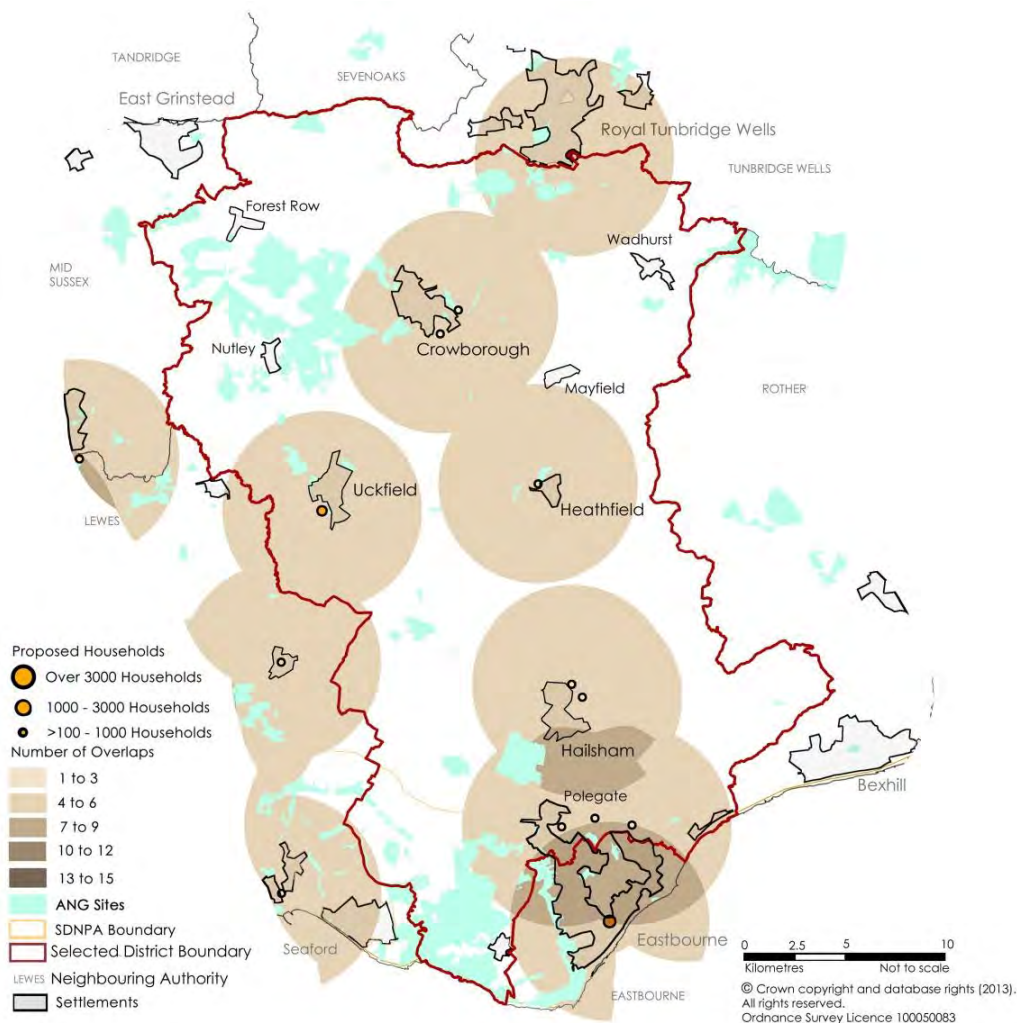 TANDRIDGE
SEVENOAKS
East Grinstead
Royal Tunbridge Wells
TUNBRIDGE WELLS
Forest Row
Wadhurst
MID
SUSSEX
Nutley
Crowborough
Mayfield
ROTHER
Uckfield
Heathfield
LEWES
Hailsham
Bexhill
Polegate
Seaford
Eastbourne
EASTBOURNE
Proposed Households
Over 3000 Households
1000 - 3000 Households
>100 - 1000 Households
Number of Overlaps
1 to 3
4 to 6
7 to 9
10 to 12
13 to 15
ANG Sites
SDNPA Boundary
Selected District Boundary
LEWES Neighbouring Authority
Settlements
0 2.5 5 10
Kilometres Not to scale
© Crown copyright and database rights (2013).
All rights reserved.
Ordnance Survey Licence 100050083